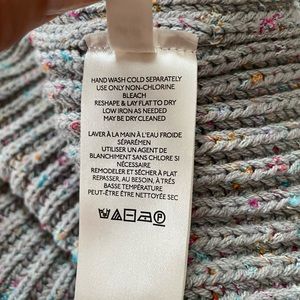 HAND WASH COLD SEPARATELY
USE ONLY NON-CHLORINE
BLEACH
RESHAPE & LAY FLAT TO DRY
LOW IRON AS NEEDED
MAY BE DRY CLEANED
LAVER À LA MAIN À L'EAU FROIDE
SÉPARÉMEN
UTILISER UN AGENT DE
BLANCHIMENT SANS CHLORE SI
NÉCESSAIRE
REMODELER ET SÉCHER À PLAT
REPASSER, AU BESOIN, À TRÈS
BASSE TEMPÉRATURE
PEUT-ÊTRE ÊTRE NETTOYÉE SEC